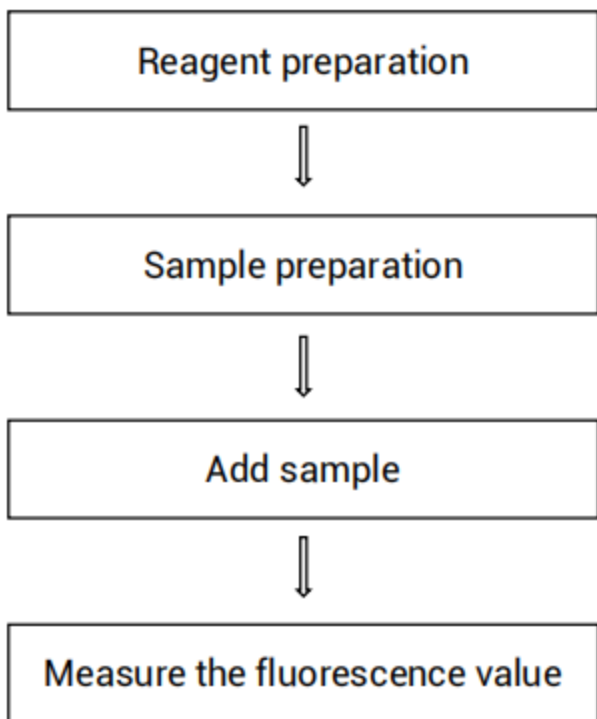 Reagent preparation
Sample preparation
Add sample
Measure the fluorescence value